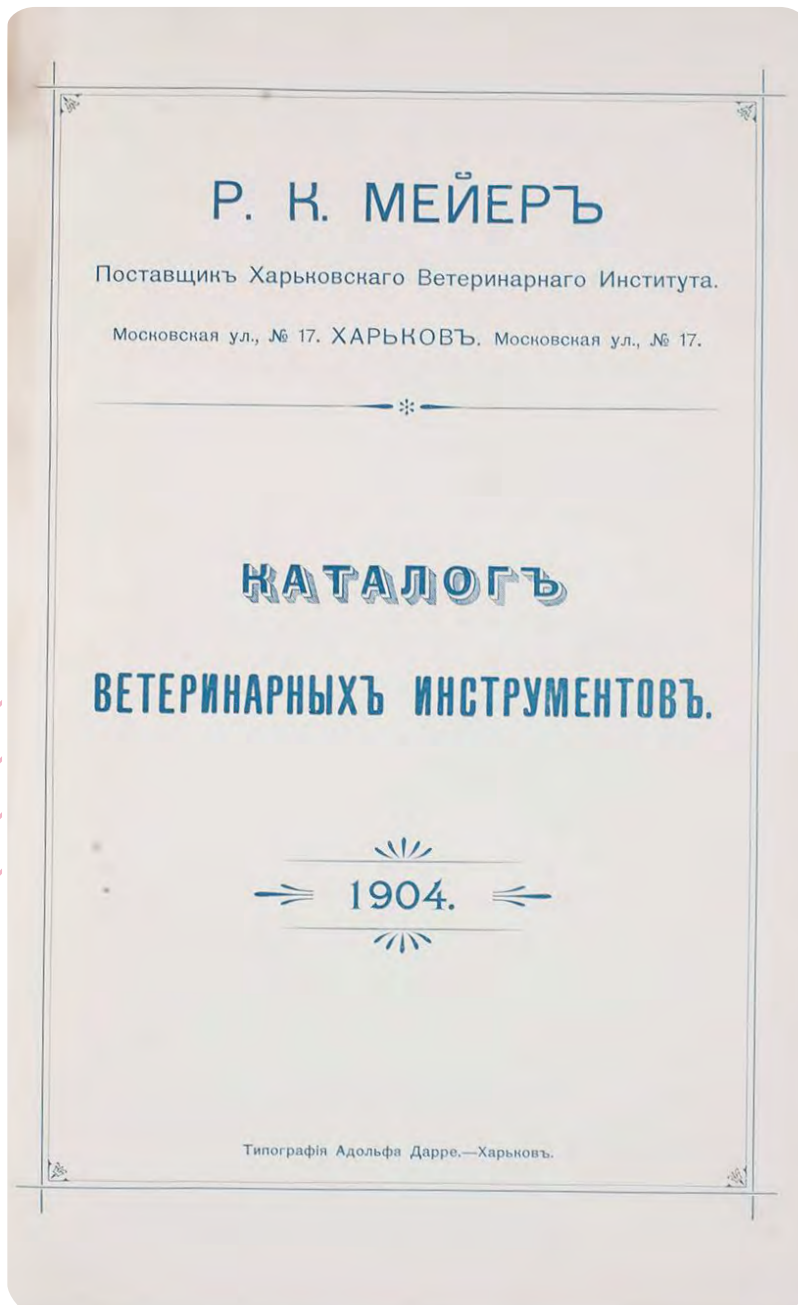 Р. К. МЕЙЕРЪ
Поставщикъ Харьковскаго Ветеринарнаго Института.
Московская ул., № 17. ХАРЬКОВЪ. Московская ул., № 17.
КАТАЛОГЪ
ВЕТЕРИНАРНЫХЪ ИНСТРУМЕНТОВЪ.
1904.
Типографія Адольфа Дарре.—Харьковъ.